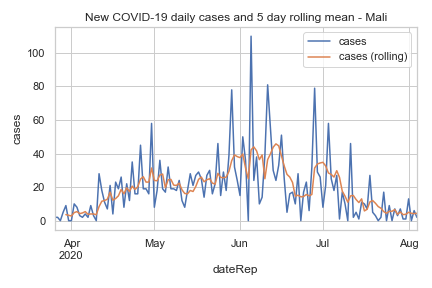 New COVID-19 daily cases and 5 day rolling mean - Mali
cases
cases (rolling)
100
80
60
40
20
0
cases
Apr
2020
May
Jun
Jul
Aug
dateRep